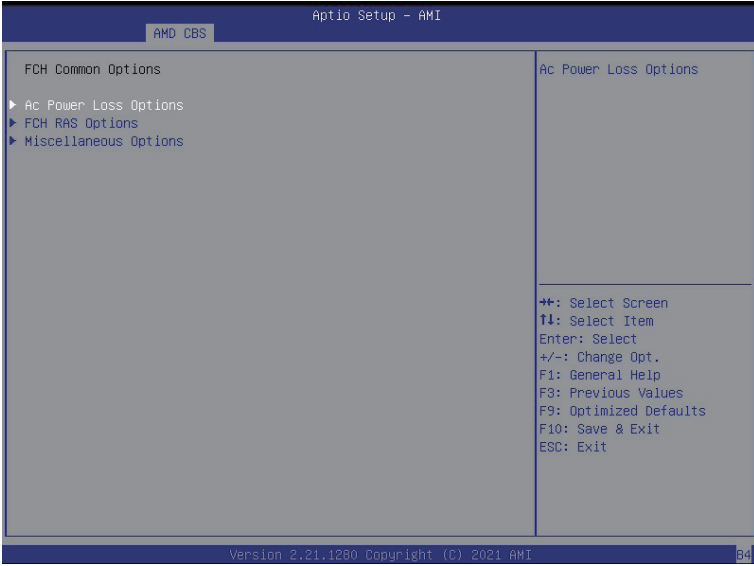 Aptio Setup – AMI
AMD CBS
FCH Common Options
Ac Power Loss Options
FCH RAS Options
Miscellaneous Options
Ac Power Loss Options
→←: Select Screen
↑↓: Select Item
Enter: Select
+/-: Change Opt.
F1: General Help
F3: Previous Values
F9: Optimized Defaults
F10: Save & Exit
ESC: Exit
Version 2.21.1280 Copyright (C) 2021 AMI
B4